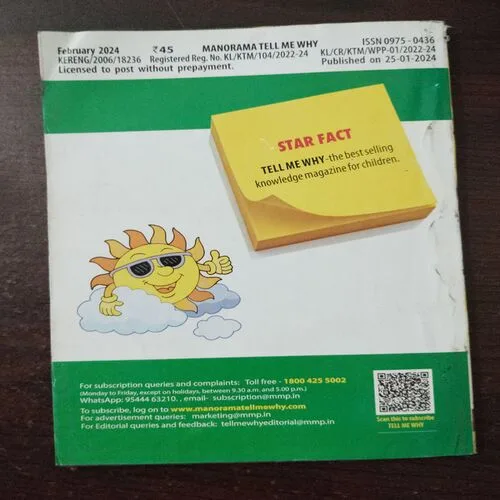 February 2024 ₹45 MANORAMA TELL ME WHY ISSN 0975 - 0436
KERENG/2006/18236 Registered Reg. No. KL/KTM/104/2022-24 KL/CR/KTM/WPP-01/2022-24
Licensed to post without prepayment. Published on 25-01-2024
STAR FACT
TELL ME WHY-the best selling
knowledge magazine for children.
For subscription queries and complaints: Toll free - 1800 425 5002
(Monday to Friday, except on holidays, between 9.30 a.m. and 5.00 p.m.)
WhatsApp: 95444 63210, , email- subscription@mmp.in
To subscribe, log on to www.manoramatellmewhy.com
For advertisement queries: marketing@mmp.in
For Editorial queries and feedback: tellmewhyeditorial@mmp.in
Scan this to subscribe
TELL ME WHY